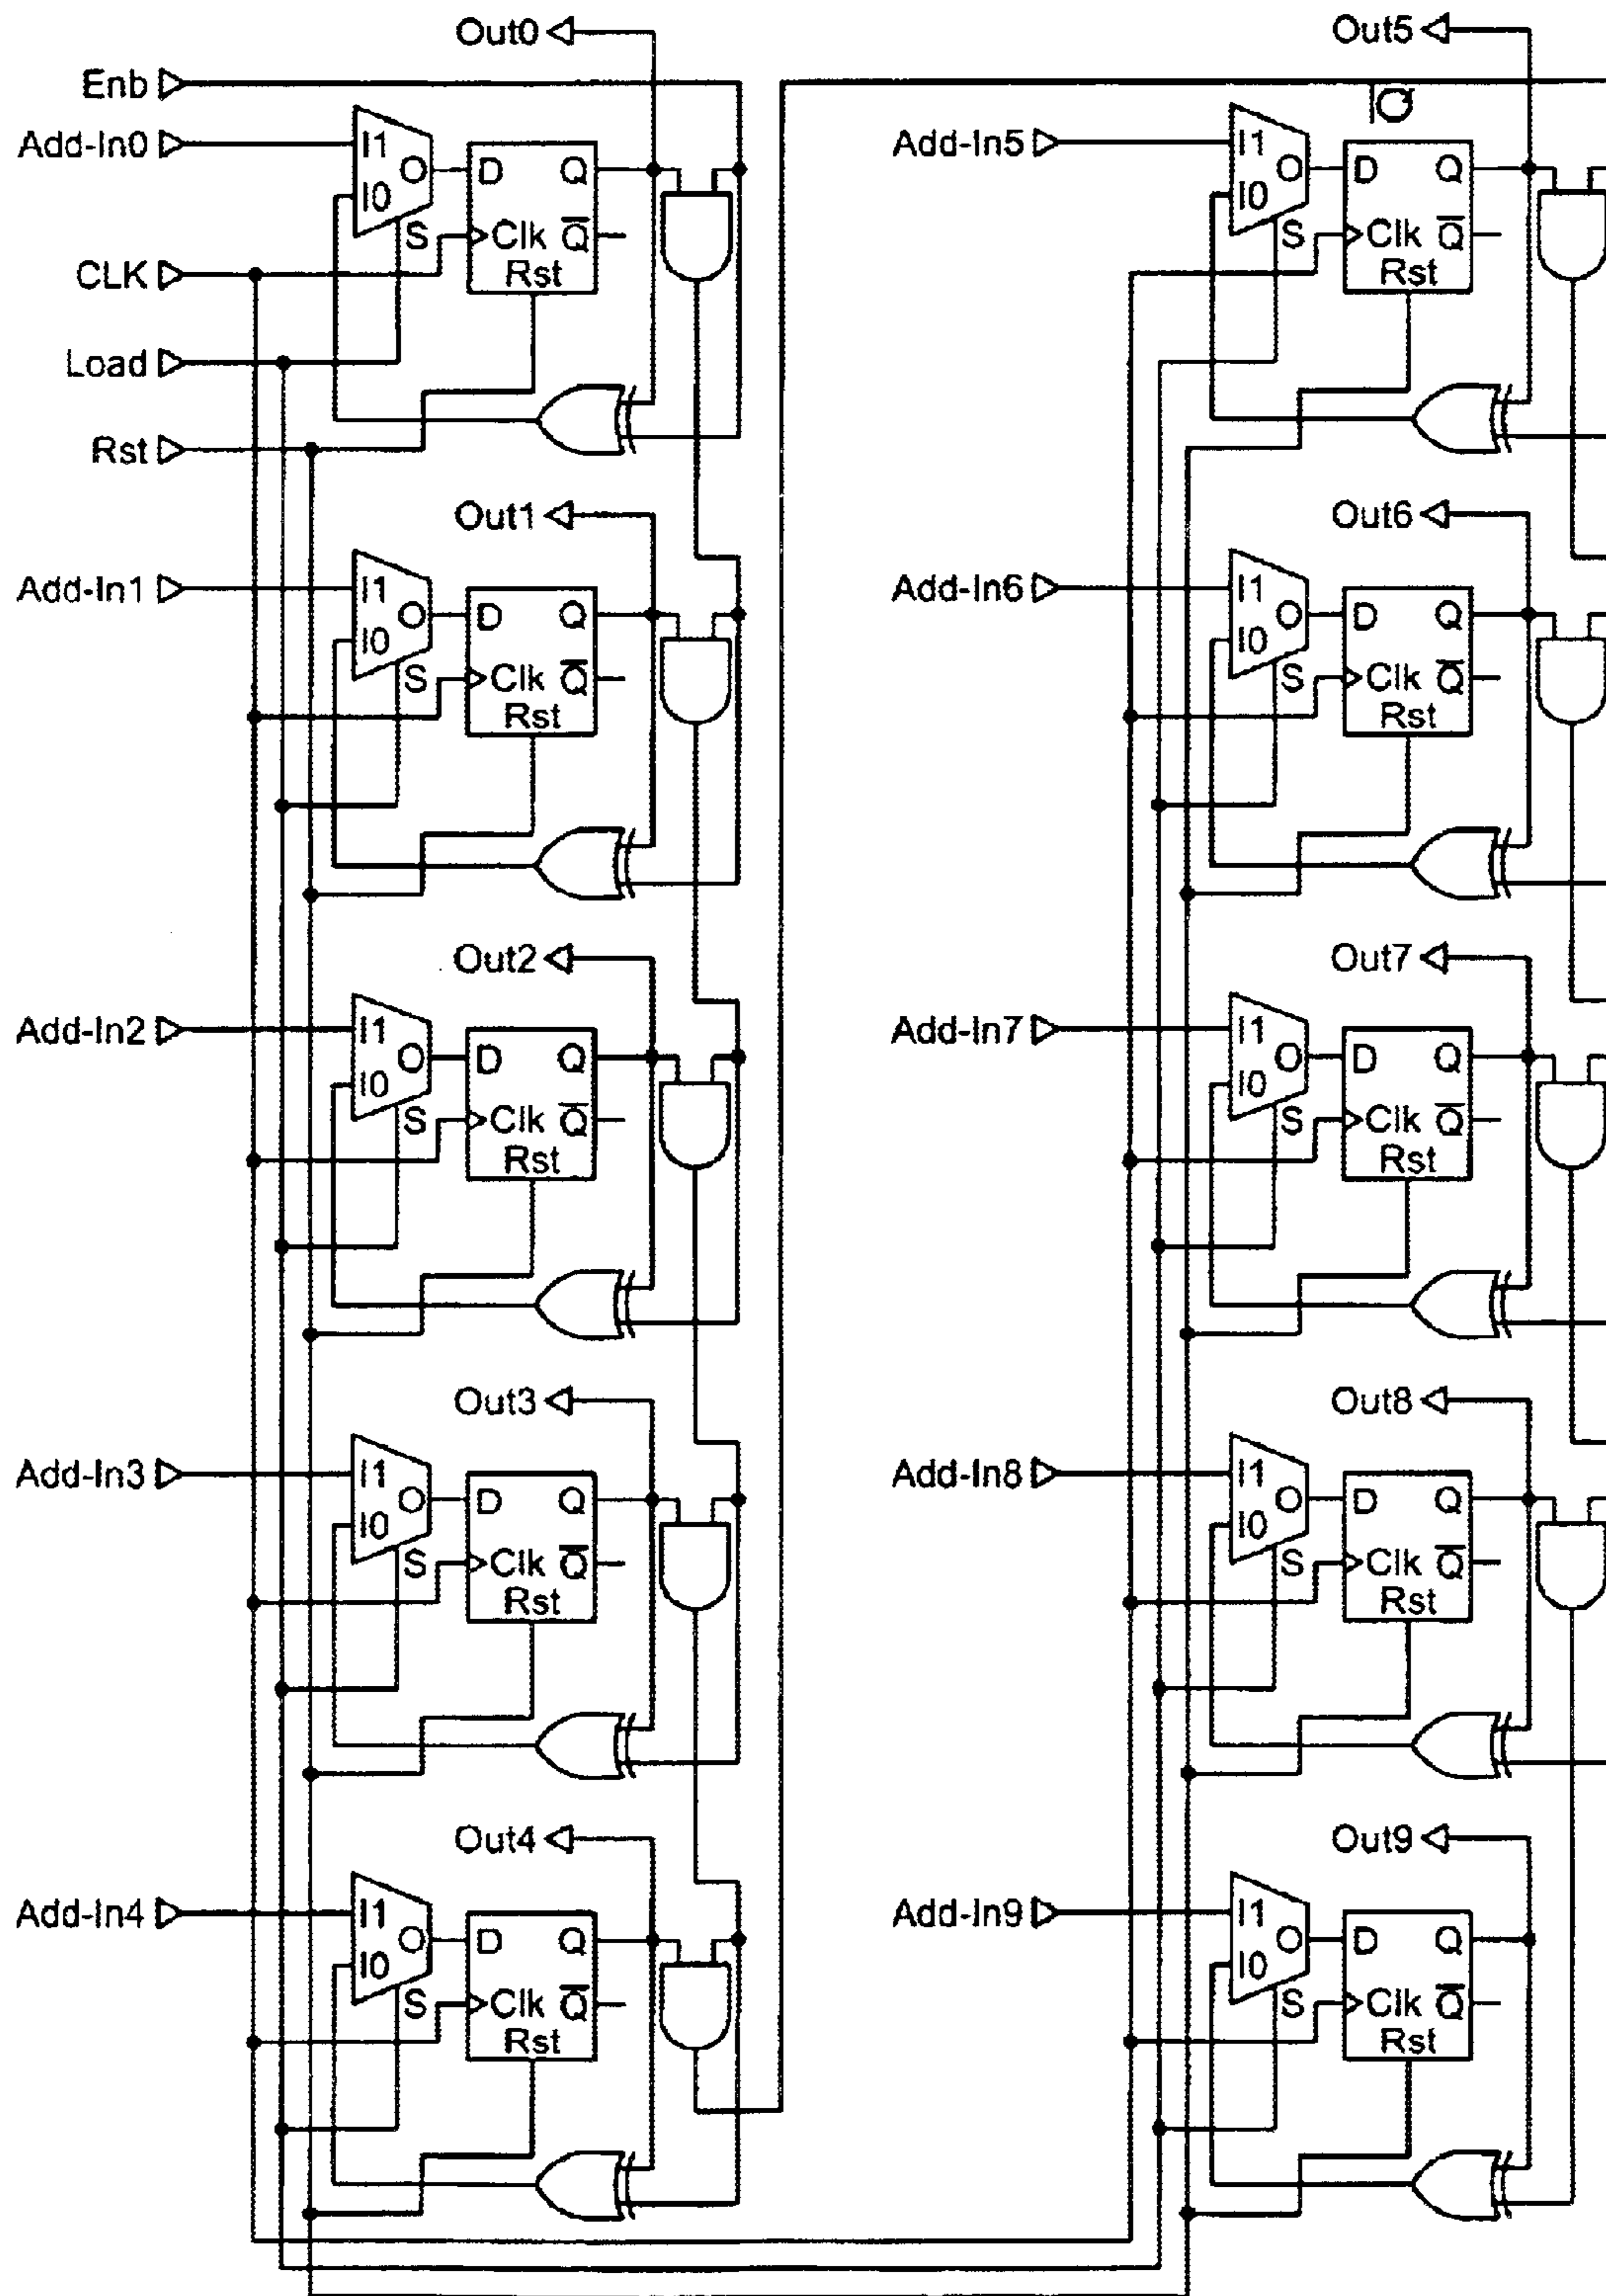 Out0
Enb
Add-In0
I1
I0
O
S
D
Q
Clk
Q̅
Rst
CLK
Load
Rst
Out1
Add-In1
I1
I0
O
S
D
Q
Clk
Q̅
Rst
Out2
Add-In2
I1
I0
O
S
D
Q
Clk
Q̅
Rst
Out3
Add-In3
I1
I0
O
S
D
Q
Clk
Q̅
Rst
Out4
Add-In4
I1
I0
O
S
D
Q
Clk
Q̅
Rst
Out5
Q̅
Add-In5
I1
I0
O
S
D
Q
Clk
Q̅
Rst
Out6
Add-In6
I1
I0
O
S
D
Q
Clk
Q̅
Rst
Out7
Add-In7
I1
I0
O
S
D
Q
Clk
Q̅
Rst
Out8
Add-In8
I1
I0
O
S
D
Q
Clk
Q̅
Rst
Out9
Add-In9
I1
I0
O
S
D
Q
Clk
Q̅
Rst